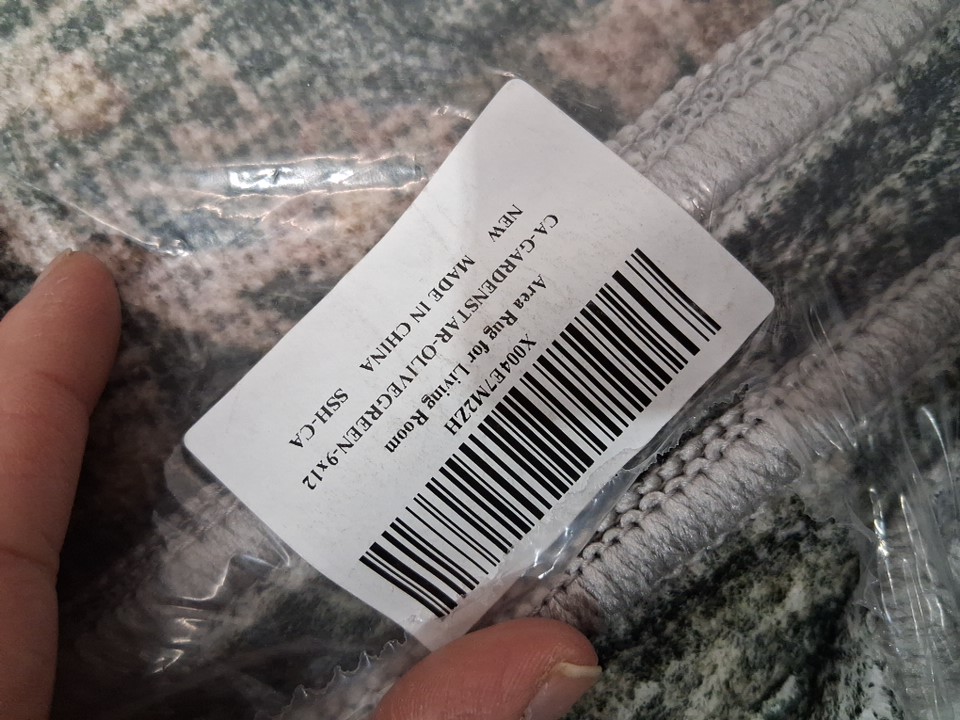 X004E7M2ZH
Area Rug for Living Room
CA-GARDENSTAR-OLIVEGREEN-9x12
NEW
MADE IN CHINA SSH-CA